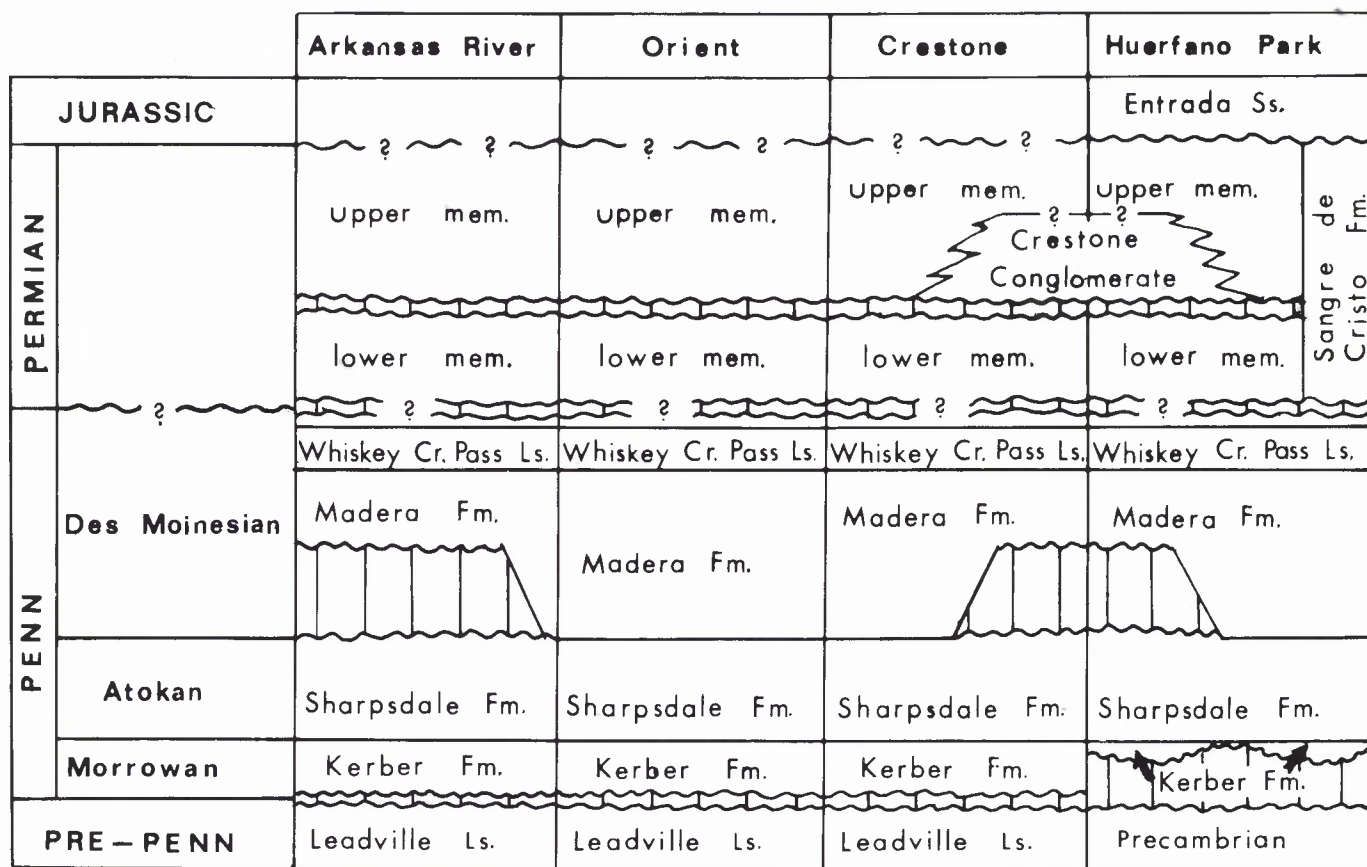 Arkansas River Orient Crestone Huerfano Park
JURASSIC Entrada Ss.
? ? ? ? ? ?
PERMIAN
upper mem. upper mem. upper mem. upper mem.
? ?
Crestone
Conglomerate
Sangre de
Cristo Fm.
lower mem. lower mem. lower mem. lower mem.
? ? ? ? ?
Whiskey Cr. Pass Ls. Whiskey Cr. Pass Ls. Whiskey Cr. Pass Ls. Whiskey Cr. Pass Ls.
PENN
Des Moinesian Madera Fm. Madera Fm. Madera Fm. Madera Fm.
Atokan Sharpsdale Fm. Sharpsdale Fm. Sharpsdale Fm. Sharpsdale Fm.
Morrowan Kerber Fm. Kerber Fm. Kerber Fm. Kerber Fm.
PRE-PENN Leadville Ls. Leadville Ls. Leadville Ls. Precambrian